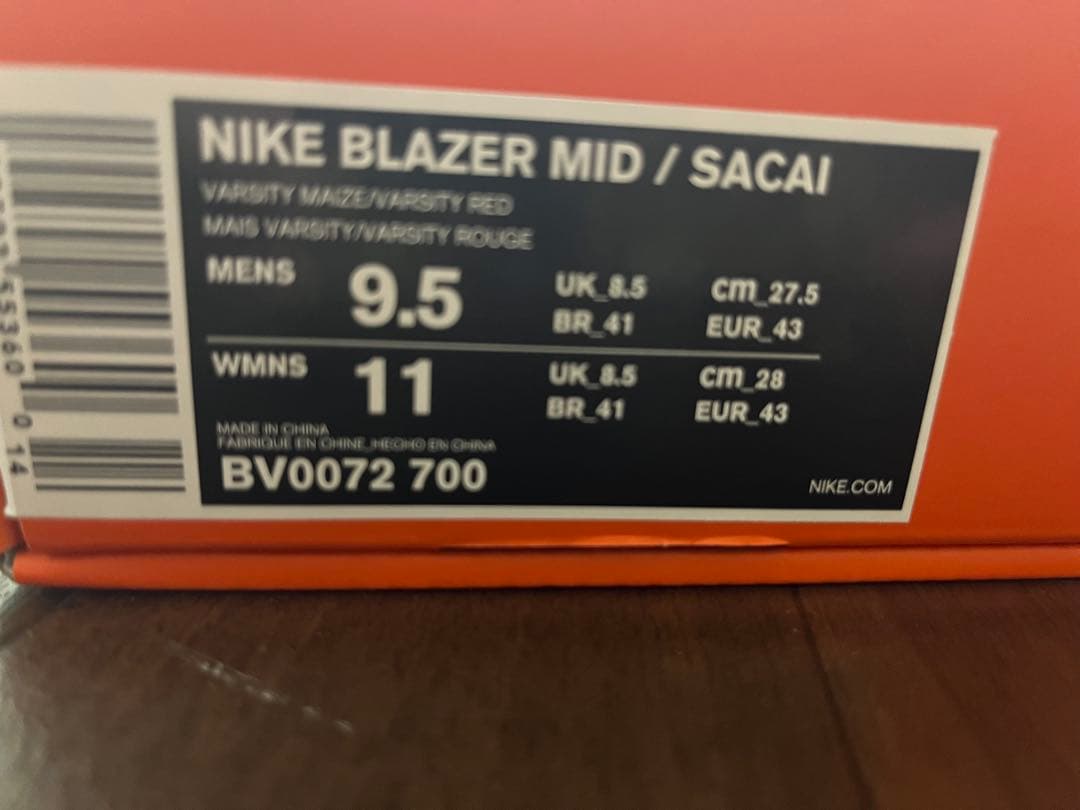 NIKE BLAZER MID / SACAI
VARSITY MAIZE/VARSITY RED
MAIS VARSITY/VARSITY ROUGE
MENS 9.5 UK_8.5 cm_27.5
BR_41 EUR_43
WMNS 11 UK_8.5 cm_28
BR_41 EUR_43
MADE IN CHINA
FABRIQUE EN CHINE_HECHO EN CHINA
BV0072 700
NIKE.COM
0 14